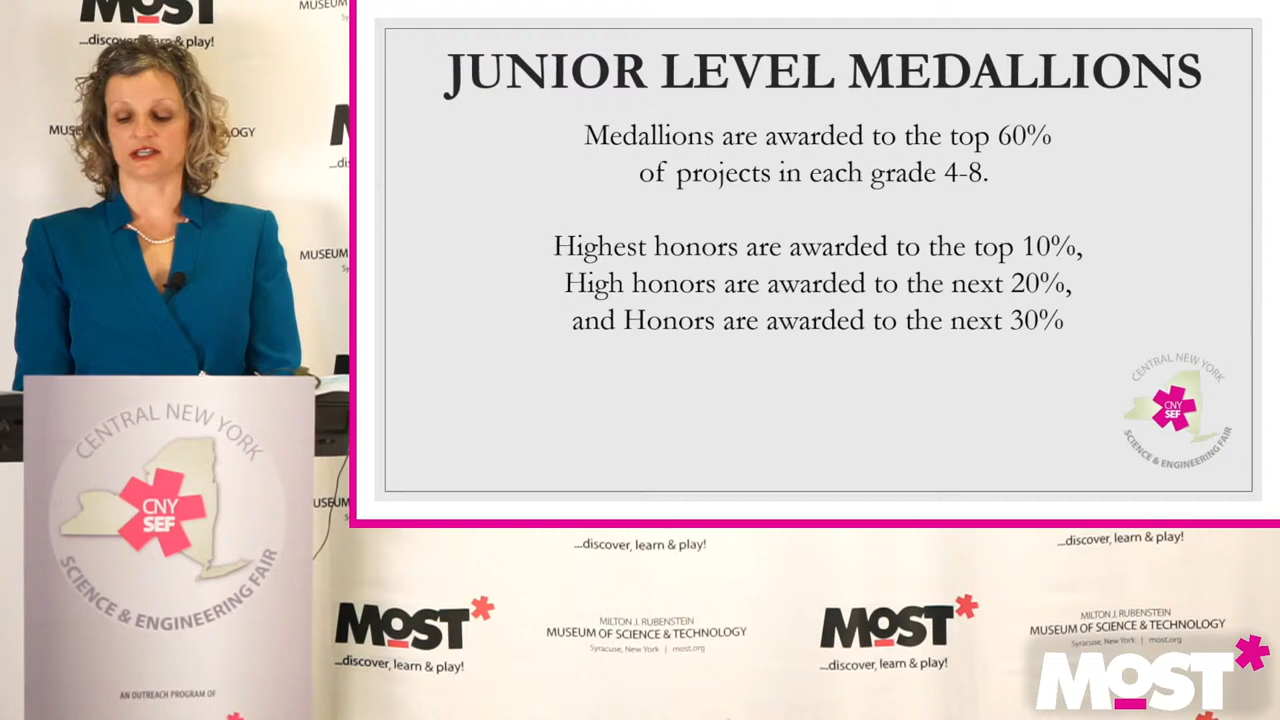 MOST
...discover, learn & play!
MUSEUM
MUSE
OGY
MUSEUM
JUNIOR LEVEL MEDALLIONS
Medallions are awarded to the top 60%
of projects in each grade 4-8.
Highest honors are awarded to the top 10%,
High honors are awarded to the next 20%,
and Honors are awarded to the next 30%
CENTRAL NEW YORK
CNY
SEF
SCIENCE & ENGINEERING FAIR
CENTRAL NEW YORK
CNY
SEF
SCIENCE & ENGINEERING FAIR
AN OUTREACH PROGRAM OF
MUSEUM
...discover, learn & play!
...discover, learn & play!
MOST*
...discover, learn & play!
MILTON J. RUBENSTEIN
MUSEUM OF SCIENCE & TECHNOLOGY
Syracuse, New York | most.org
MOST*
...discover, learn & play!
MILTON J. RUBENSTEIN
MUSEUM OF SCIENCE & TECHNOLOGY
Syracuse, New York | most.org
MOST*